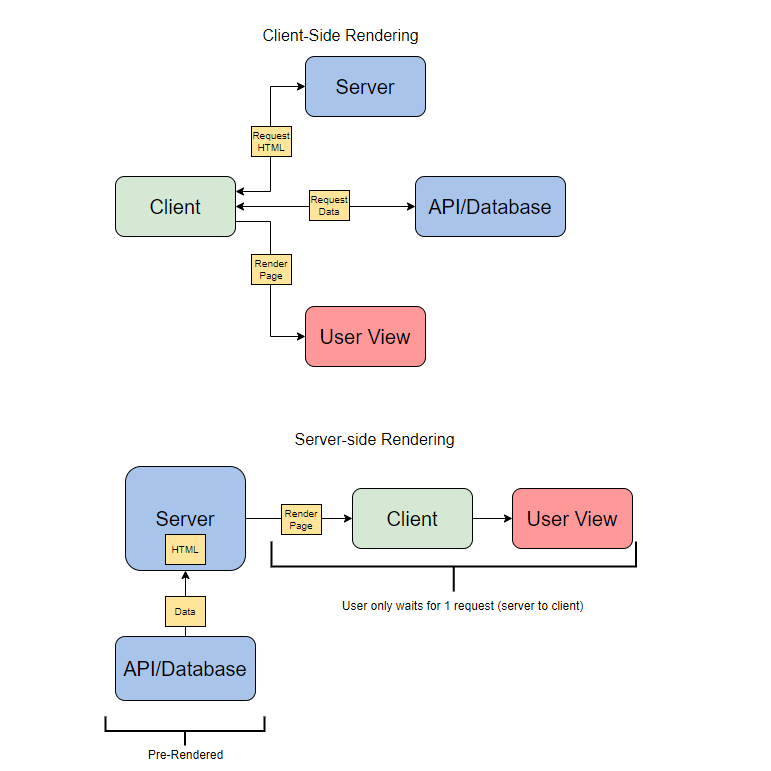 Client-Side Rendering
Server
Request
HTML
Client
Request
Data
API/Database
Render
Page
User View
Server-side Rendering
Server
HTML
Render
Page
Client
User View
User only waits for 1 request (server to client)
Data
API/Database
Pre-Rendered